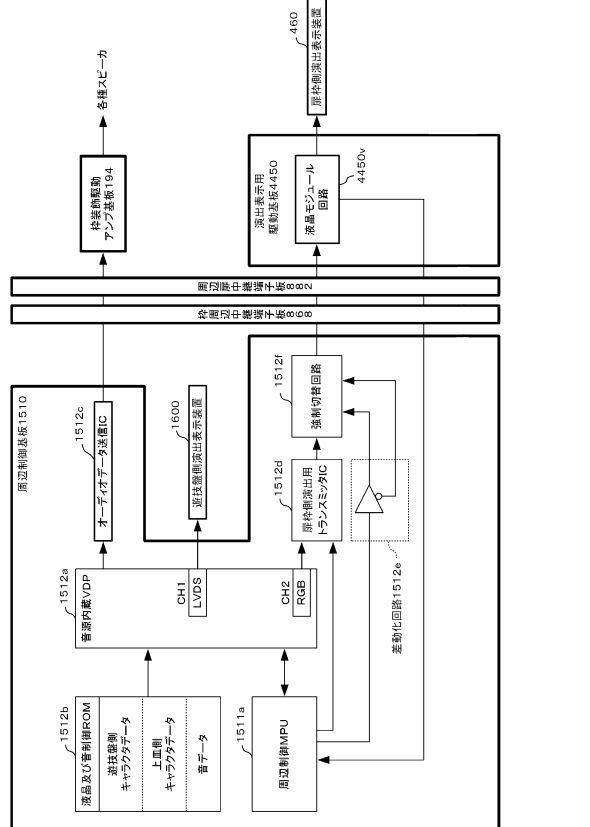 周辺制御基板1510
1512b
液晶及び音制御ROM
遊技盤側
キャラクタデータ
上皿側
キャラクタデータ
音データ
1511a
周辺制御MPU
1512a
音源内蔵VDP
CH1
LVDS
CH2
RGB
1512c
オーディオデータ送信IC
1600
遊技盤側演出表示装置
1512d
扉枠側演出用
トランスミッタIC
差動化回路1512e
1512f
強制切替回路
枠周辺中継端子板868
周辺扉中継端子板882
枠装飾駆動
アンプ基板194
各種スピーカ
演出表示用
駆動基板4450
液晶モジュール
回路
4450v
460
扉枠側演出表示装置